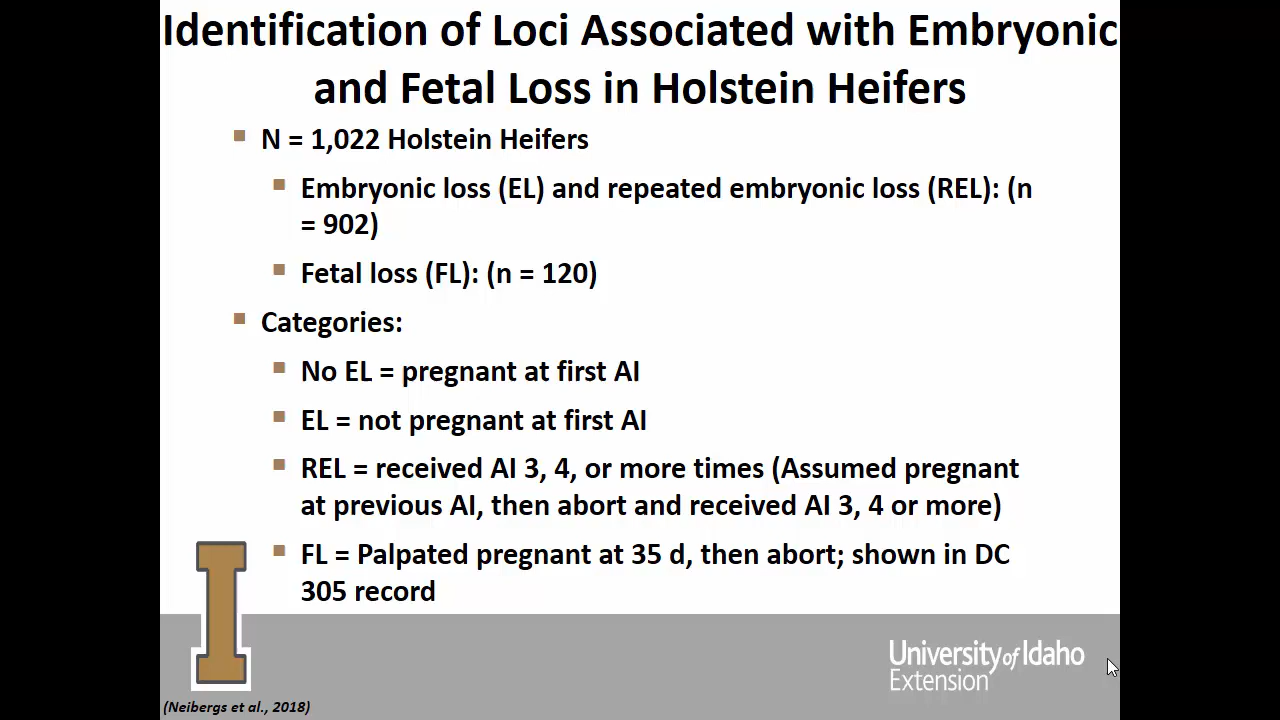 Identification of Loci Associated with Embryonic
and Fetal Loss in Holstein Heifers
N = 1,022 Holstein Heifers
Embryonic loss (EL) and repeated embryonic loss (REL): (n
= 902)
Fetal loss (FL): (n = 120)
Categories:
No EL = pregnant at first AI
EL = not pregnant at first AI
REL = received AI 3, 4, or more times (Assumed pregnant
at previous AI, then abort and received AI 3, 4 or more)
FL = Palpated pregnant at 35 d, then abort; shown in DC
305 record
I
University of Idaho
Extension
(Neibergs et al., 2018)